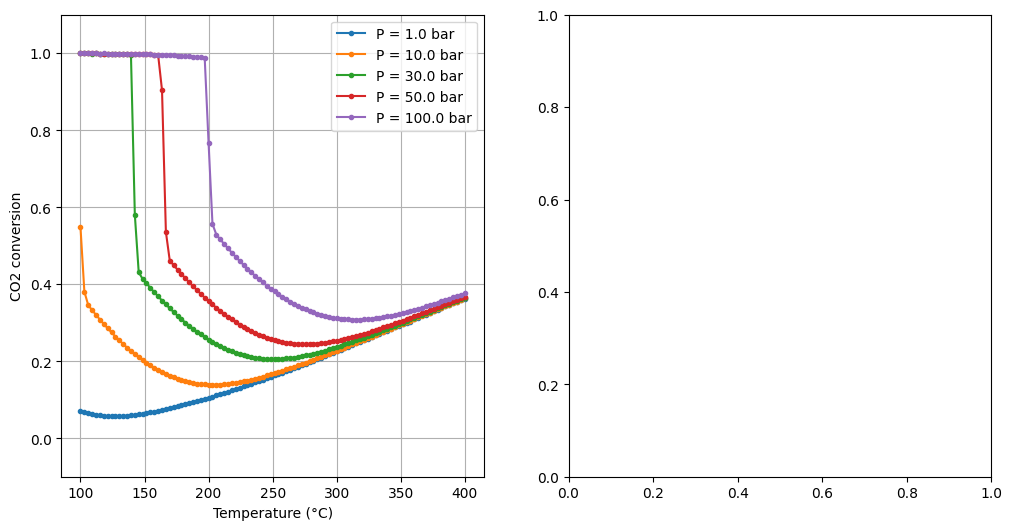 P = 1.0 bar
P = 10.0 bar
P = 30.0 bar
P = 50.0 bar
P = 100.0 bar
CO2 conversion
1.0
0.8
0.6
0.4
0.2
0.0
100 150 200 250 300 350 400
Temperature (°C)
1.0
0.8
0.6
0.4
0.2
0.0
0.0 0.2 0.4 0.6 0.8 1.0